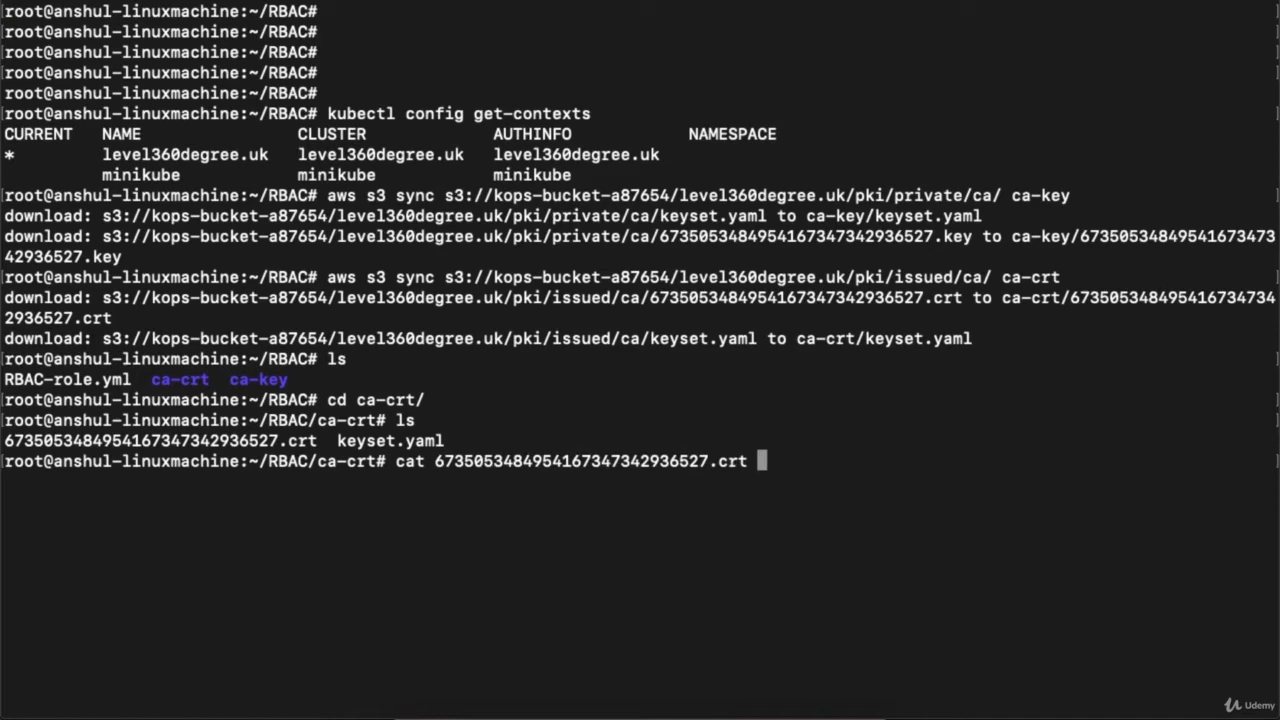 root@anshul-linuxmachine:~/RBAC#
root@anshul-linuxmachine:~/RBAC#
root@anshul-linuxmachine:~/RBAC#
root@anshul-linuxmachine:~/RBAC#
root@anshul-linuxmachine:~/RBAC#
root@anshul-linuxmachine:~/RBAC# kubectl config get-contexts
CURRENT   NAME                CLUSTER             AUTHINFO            NAMESPACE
*         level360degree.uk   level360degree.uk   level360degree.uk
          minikube            minikube            minikube
root@anshul-linuxmachine:~/RBAC# aws s3 sync s3://kops-bucket-a87654/level360degree.uk/pki/private/ca/ ca-key
download: s3://kops-bucket-a87654/level360degree.uk/pki/private/ca/keyset.yaml to ca-key/keyset.yaml
download: s3://kops-bucket-a87654/level360degree.uk/pki/private/ca/6735053484954167347342936527.key to ca-key/67350534849541673473
42936527.key
root@anshul-linuxmachine:~/RBAC# aws s3 sync s3://kops-bucket-a87654/level360degree.uk/pki/issued/ca/ ca-crt
download: s3://kops-bucket-a87654/level360degree.uk/pki/issued/ca/6735053484954167347342936527.crt to ca-crt/673505348495416734734
2936527.crt
download: s3://kops-bucket-a87654/level360degree.uk/pki/issued/ca/keyset.yaml to ca-crt/keyset.yaml
root@anshul-linuxmachine:~/RBAC# ls
RBAC-role.yml  ca-crt  ca-key
root@anshul-linuxmachine:~/RBAC# cd ca-crt/
root@anshul-linuxmachine:~/RBAC/ca-crt# ls
6735053484954167347342936527.crt  keyset.yaml
root@anshul-linuxmachine:~/RBAC/ca-crt# cat 6735053484954167347342936527.crt
Udemy